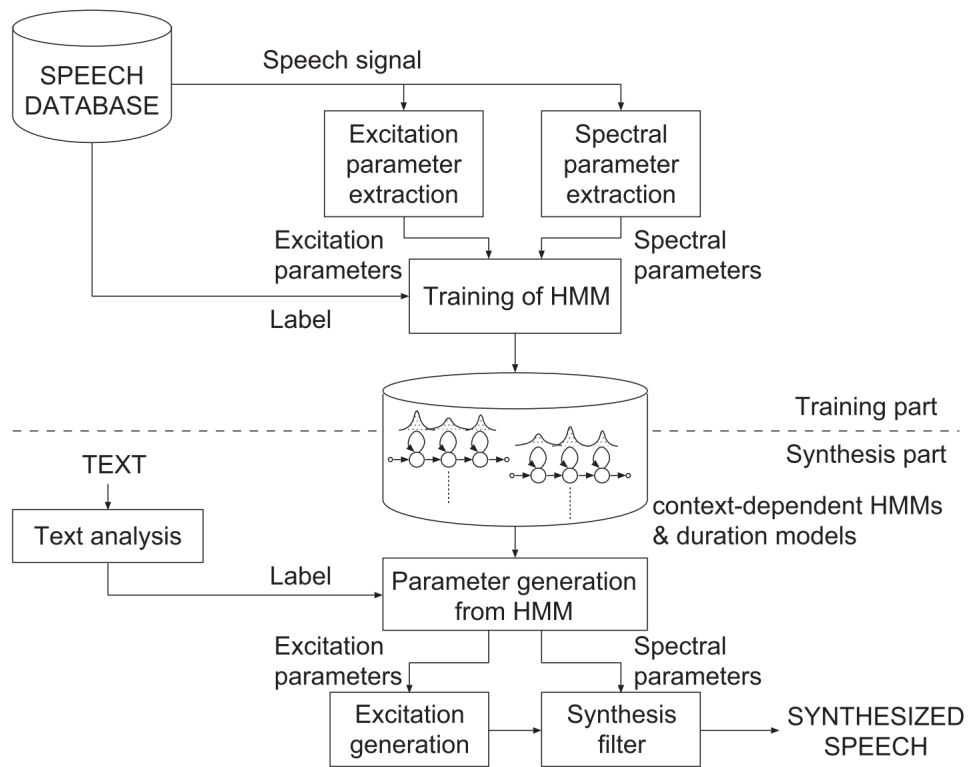 SPEECH
DATABASE
Speech signal
Excitation
parameter
extraction
Spectral
parameter
extraction
Excitation
parameters
Spectral
parameters
Training of HMM
Label
Training part
Synthesis part
TEXT
context-dependent HMMs
& duration models
Text analysis
Label
Parameter generation
from HMM
Excitation
parameters
Spectral
parameters
Excitation
generation
Synthesis
filter
SYNTHESIZED
SPEECH